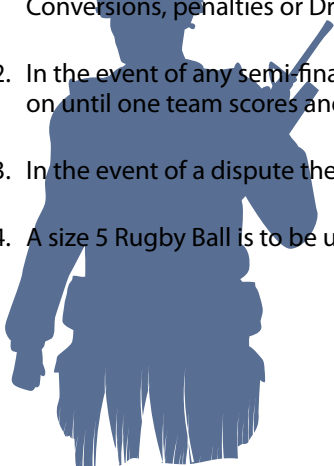 Conversions, penalties or Dr
2. In the event of any semi-fina
on until one team scores and
3. In the event of a dispute the
4. A size 5 Rugby Ball is to be u